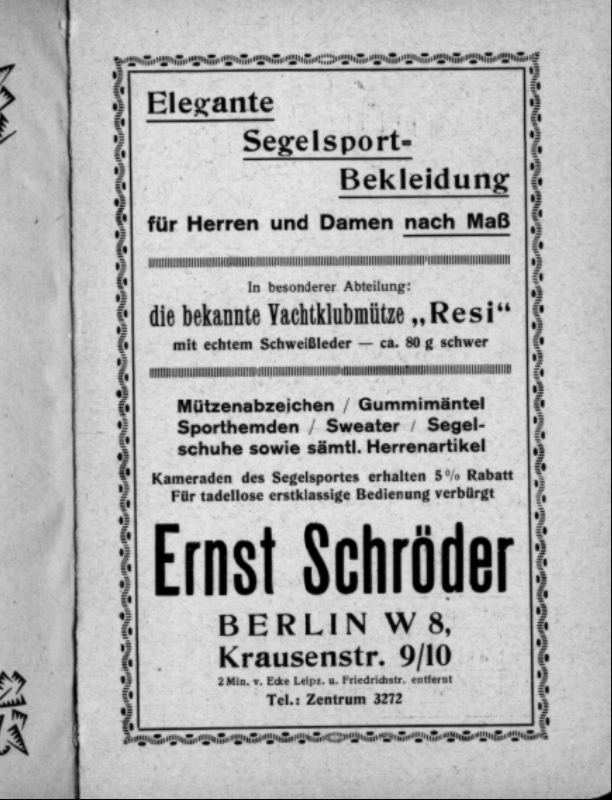 Elegante
Segelsport-
Bekleidung
für Herren und Damen nach Maß
In besonderer Abteilung:
die bekannte Yachtklubmütze „Resi“
mit echtem Schweißleder — ca. 80 g schwer
Mützenabzeichen / Gummimäntel
Sporthemden / Sweater / Segel-
schuhe sowie sämtl. Herrenartikel
Kameraden des Segelsportes erhalten 5% Rabatt
Für tadellose erstklassige Bedienung verbürgt
Ernst Schröder
BERLIN W 8,
Krausenstr. 9/10
2 Min. v. Ecke Leipz. u. Friedrichstr. entfernt
Tel.: Zentrum 3272